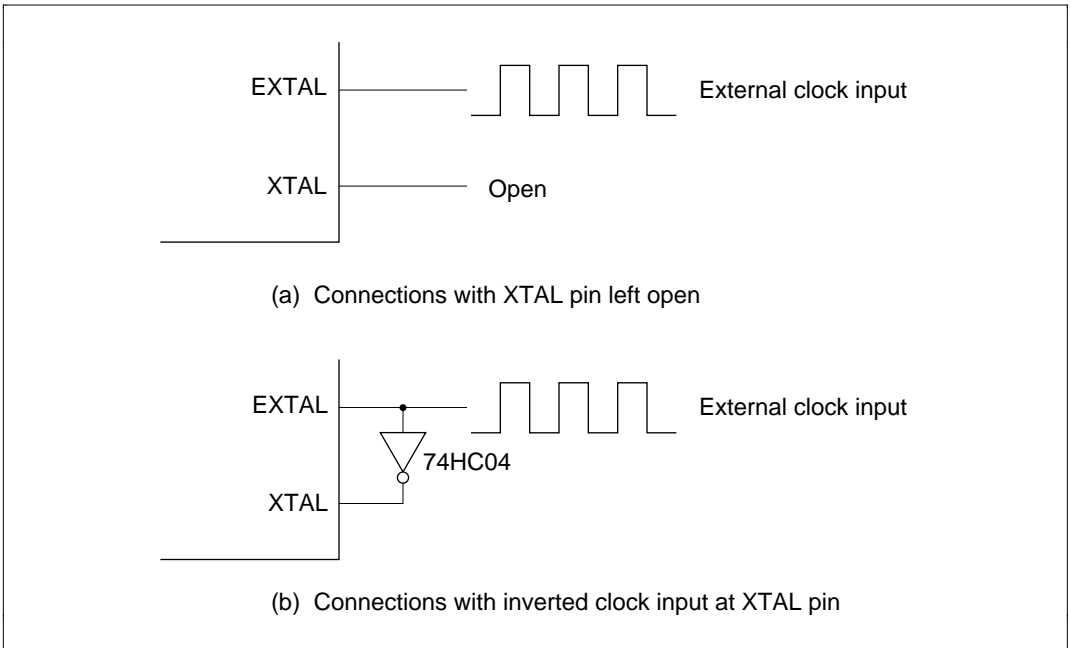 EXTAL
External clock input
XTAL
Open
(a) Connections with XTAL pin left open
EXTAL
External clock input
74HC04
XTAL
(b) Connections with inverted clock input at XTAL pin